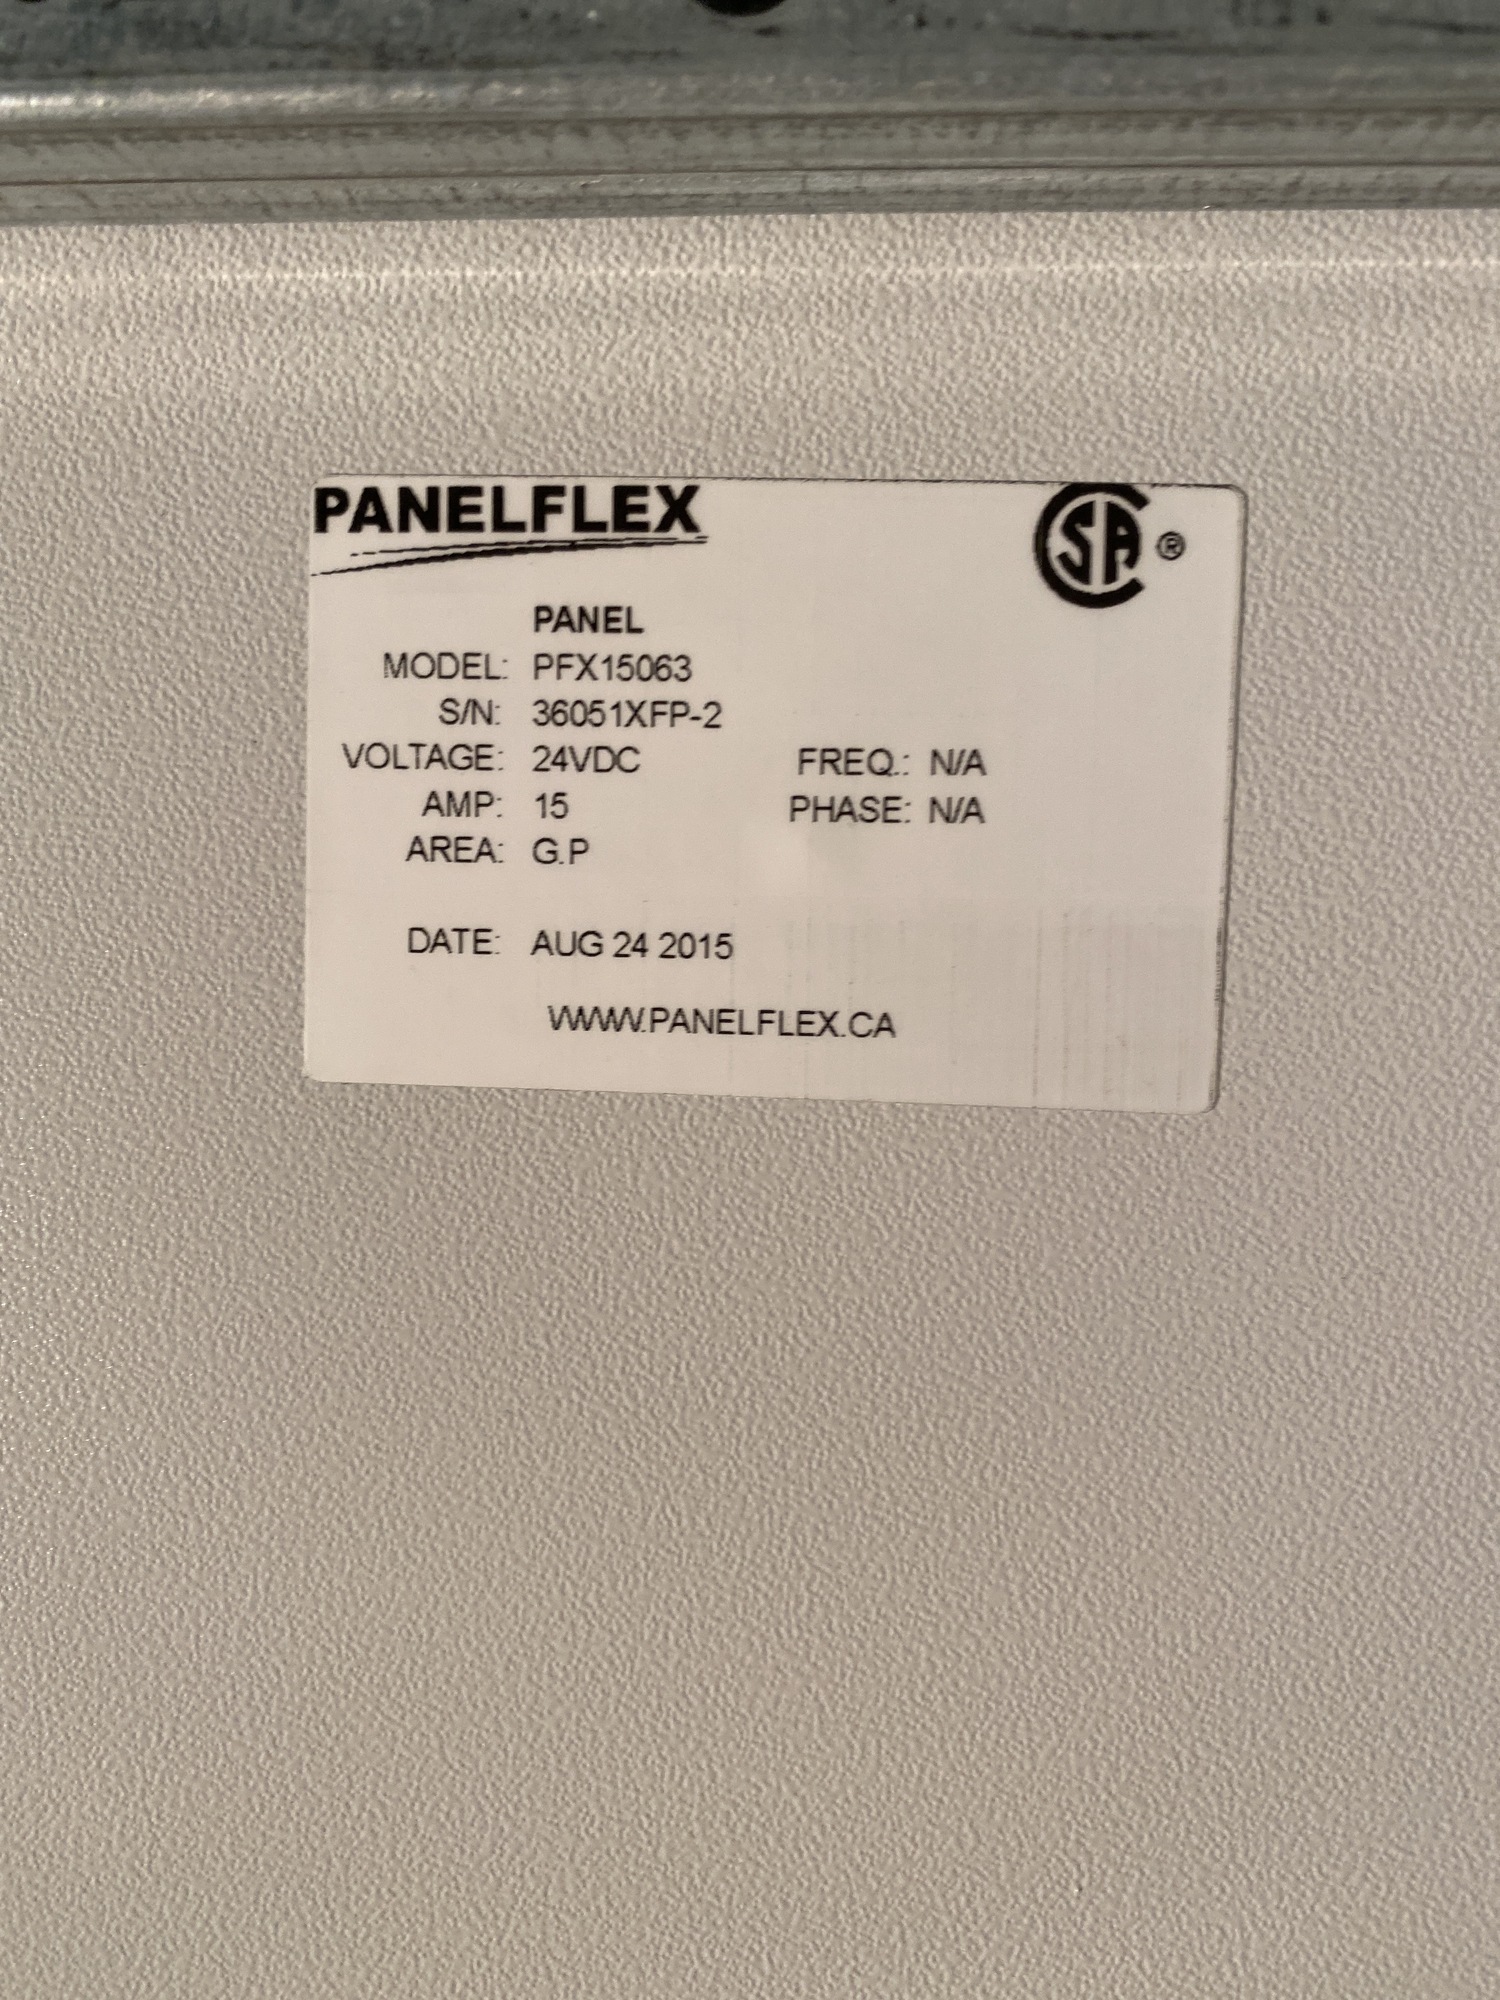 PANELFLEX
CSA ®
PANEL
MODEL: PFX15063
S/N: 36051XFP-2
VOLTAGE: 24VDC FREQ.: N/A
AMP: 15 PHASE: N/A
AREA: G.P
DATE: AUG 24 2015
WWW.PANELFLEX.CA